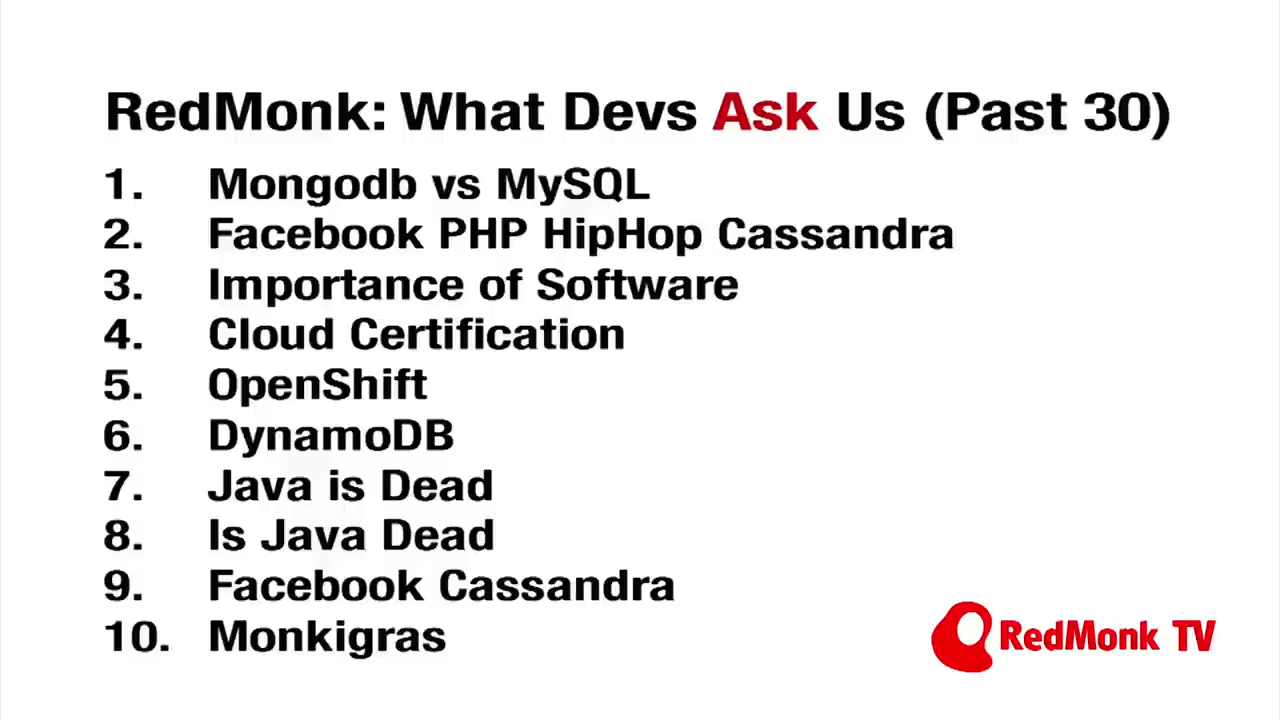 RedMonk: What Devs Ask Us (Past 30)
1. Mongodb vs MySQL
2. Facebook PHP HipHop Cassandra
3. Importance of Software
4. Cloud Certification
5. OpenShift
6. DynamoDB
7. Java is Dead
8. Is Java Dead
9. Facebook Cassandra
10. Monkigras
RedMonk TV